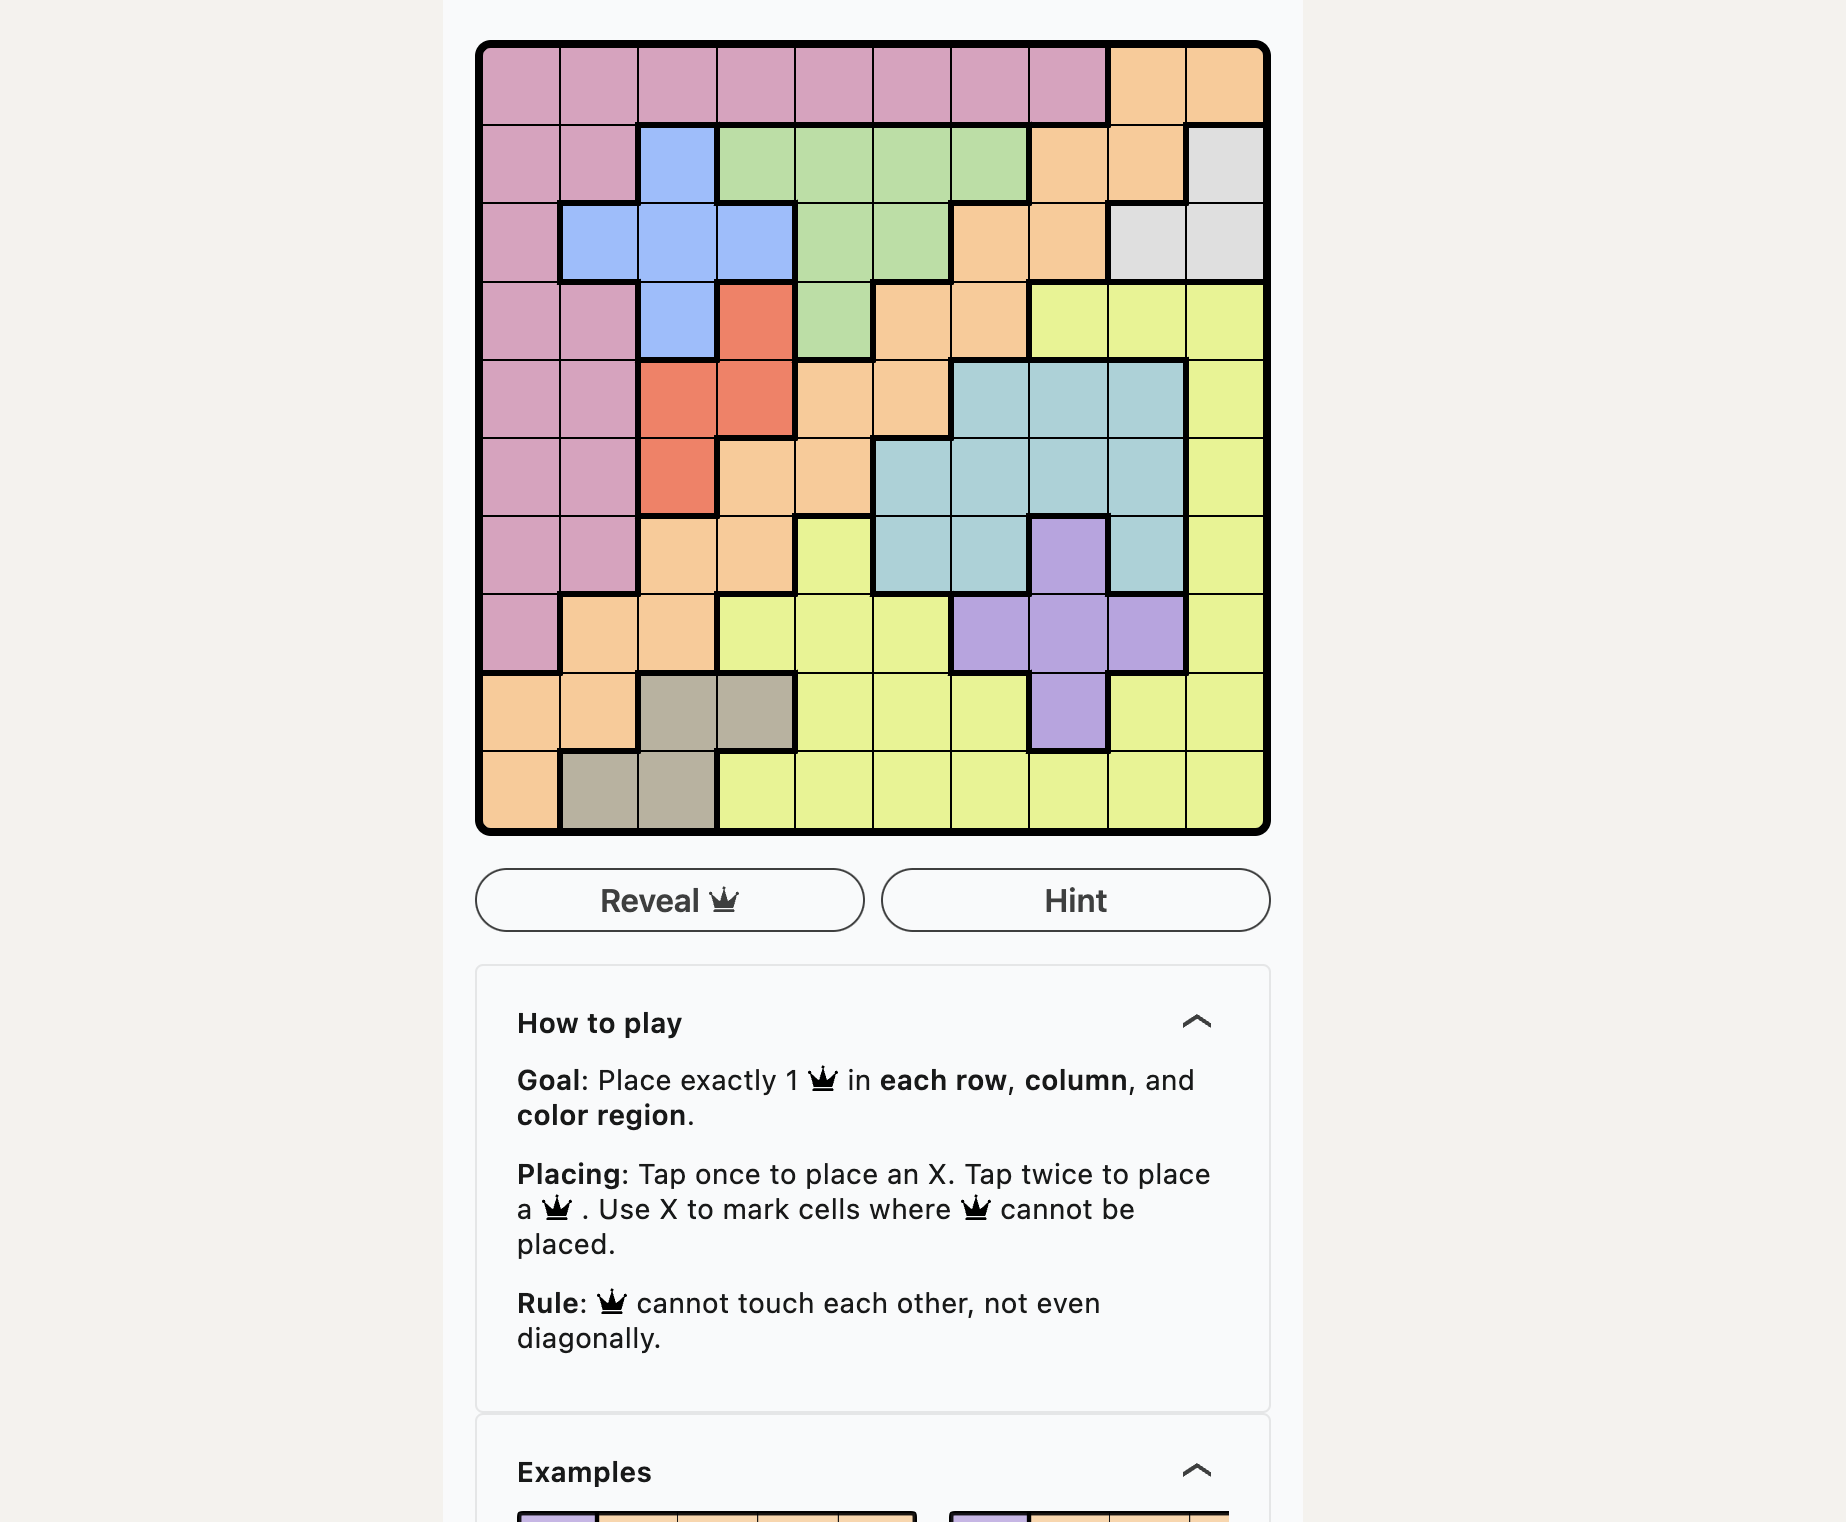 Reveal
Hint
How to play
Goal: Place exactly 1 in each row, column, and
color region.
Placing: Tap once to place an X. Tap twice to place
a . Use X to mark cells where cannot be
placed.
Rule: cannot touch each other, not even
diagonally.
Examples